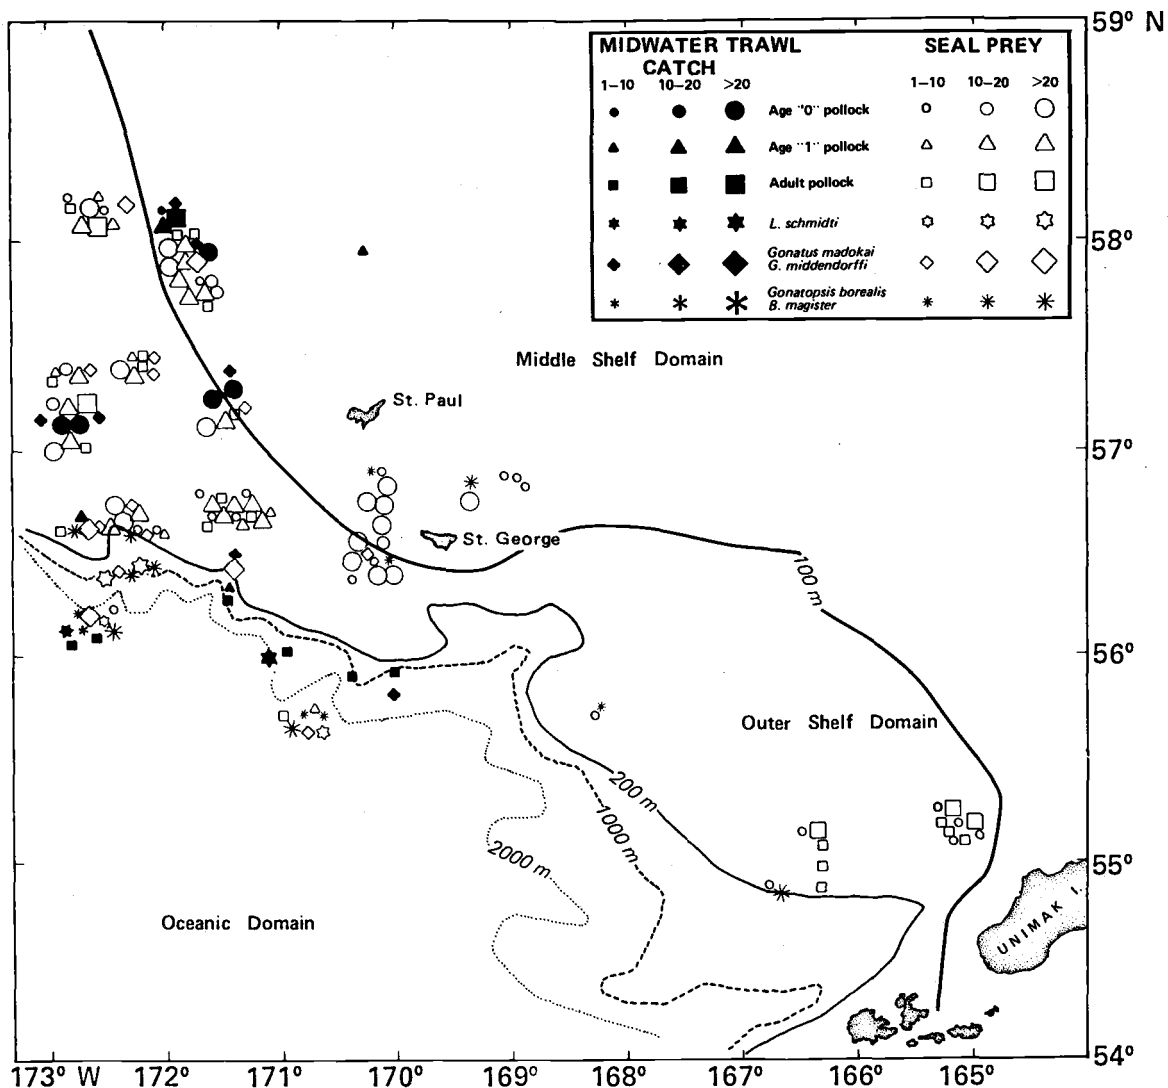 59° N
MIDWATER TRAWL CATCH
SEAL PREY
1–10 10–20 >20
1–10 10–20 >20
Age "0" pollock
Age "1" pollock
Adult pollock
L. schmidti
Gonatus madokai
G. middendorffi
Gonatopsis borealis
B. magister
58°
Middle Shelf Domain
St. Paul
57°
St. George
100 m
56°
Outer Shelf Domain
200 m
1000 m
2000 m
55°
Oceanic Domain
UNIMAK I.
54°
173° W 172° 171° 170° 169° 168° 167° 166° 165°